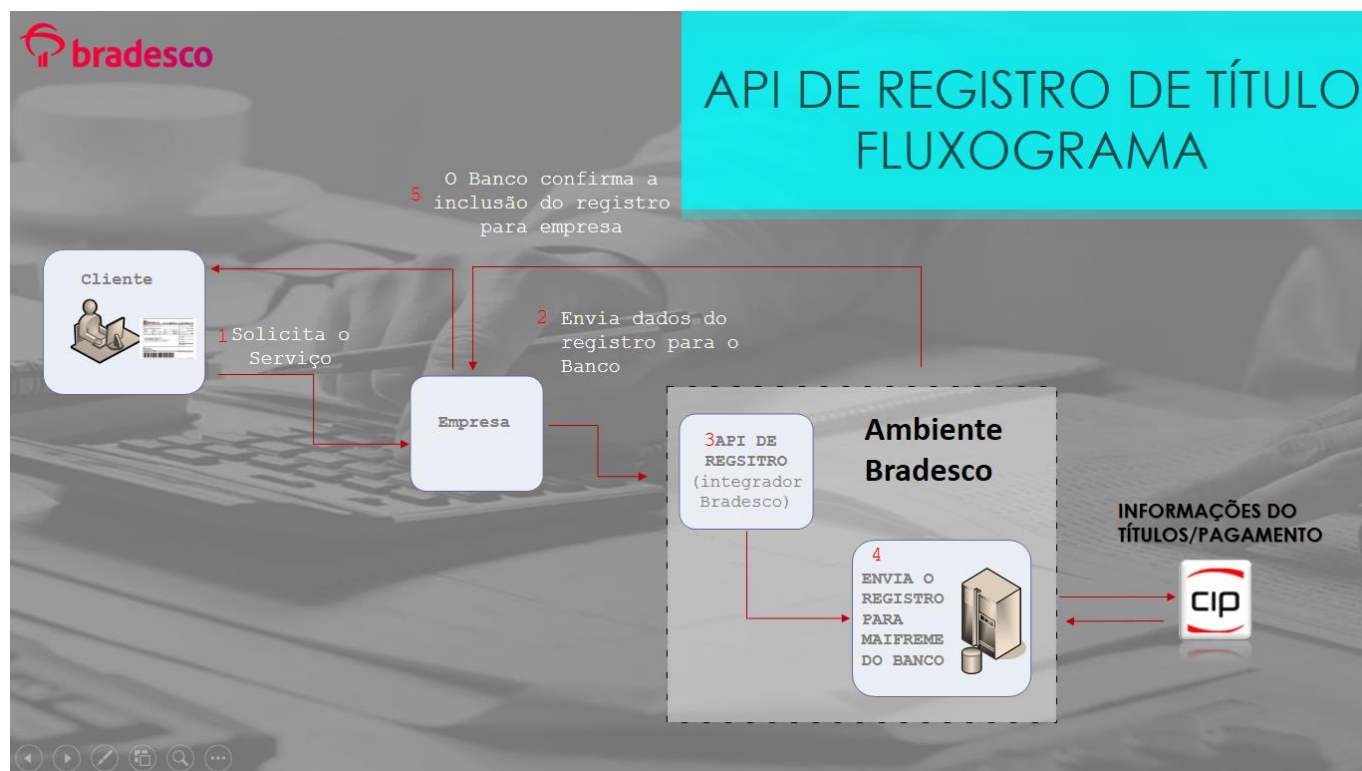 bradesco
API DE REGISTRO DE TÍTULO
FLUXOGRAMA
5
O Banco confirma a
inclusão do registro
para empresa
Cliente
1 Solicita o
Serviço
2 Envia dados do
registro para o
Banco
Empresa
3 API DE
REGSITRO
(integrador
Bradesco)
Ambiente
Bradesco
4
ENVIA O
REGISTRO
PARA
MAIFREME
DO BANCO
INFORMAÇÕES DO
TÍTULOS/PAGAMENTO
CIP